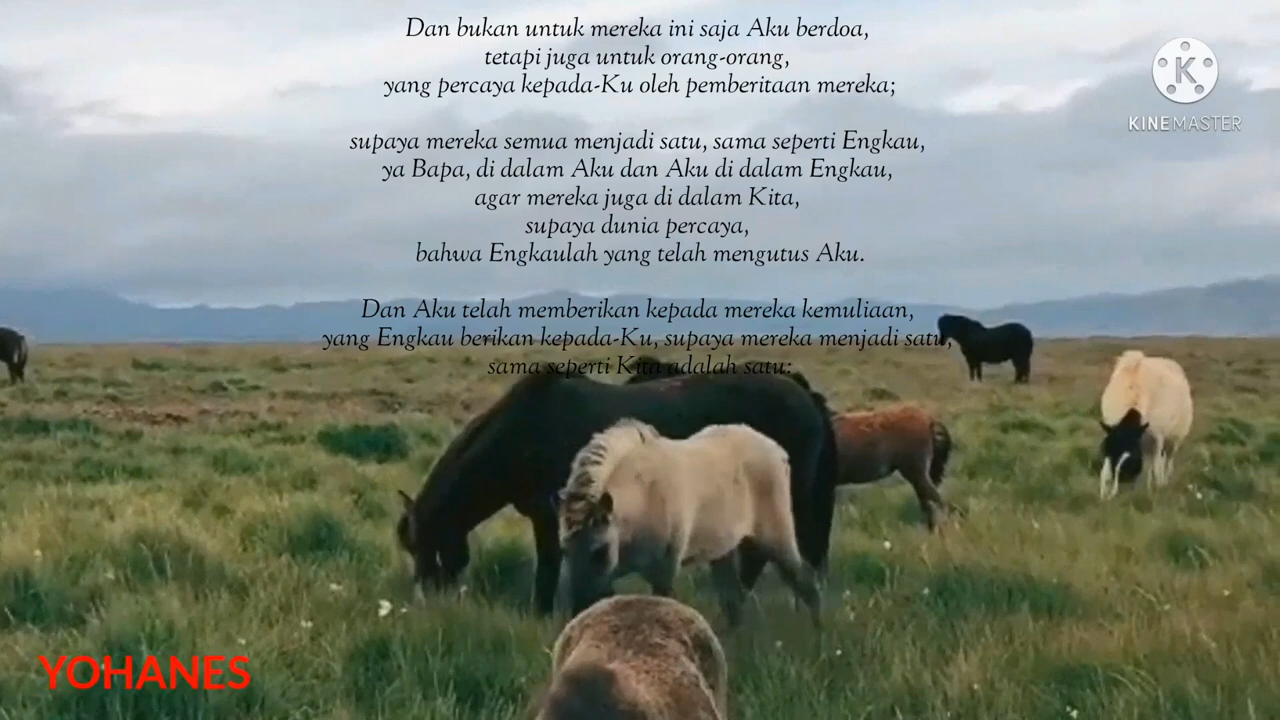 Dan bukan untuk mereka ini saja Aku berdoa,
tetapi juga untuk orang-orang,
yang percaya kepada-Ku oleh pemberitaan mereka;
supaya mereka semua menjadi satu, sama seperti Engkau,
ya Bapa, di dalam Aku dan Aku di dalam Engkau,
agar mereka juga di dalam Kita,
supaya dunia percaya,
bahwa Engkaulah yang telah mengutus Aku.
Dan Aku telah memberikan kepada mereka kemuliaan,
yang Engkau berikan kepada-Ku, supaya mereka menjadi satu,
sama seperti Kita adalah satu:
K
KINEMASTER
YOHANES